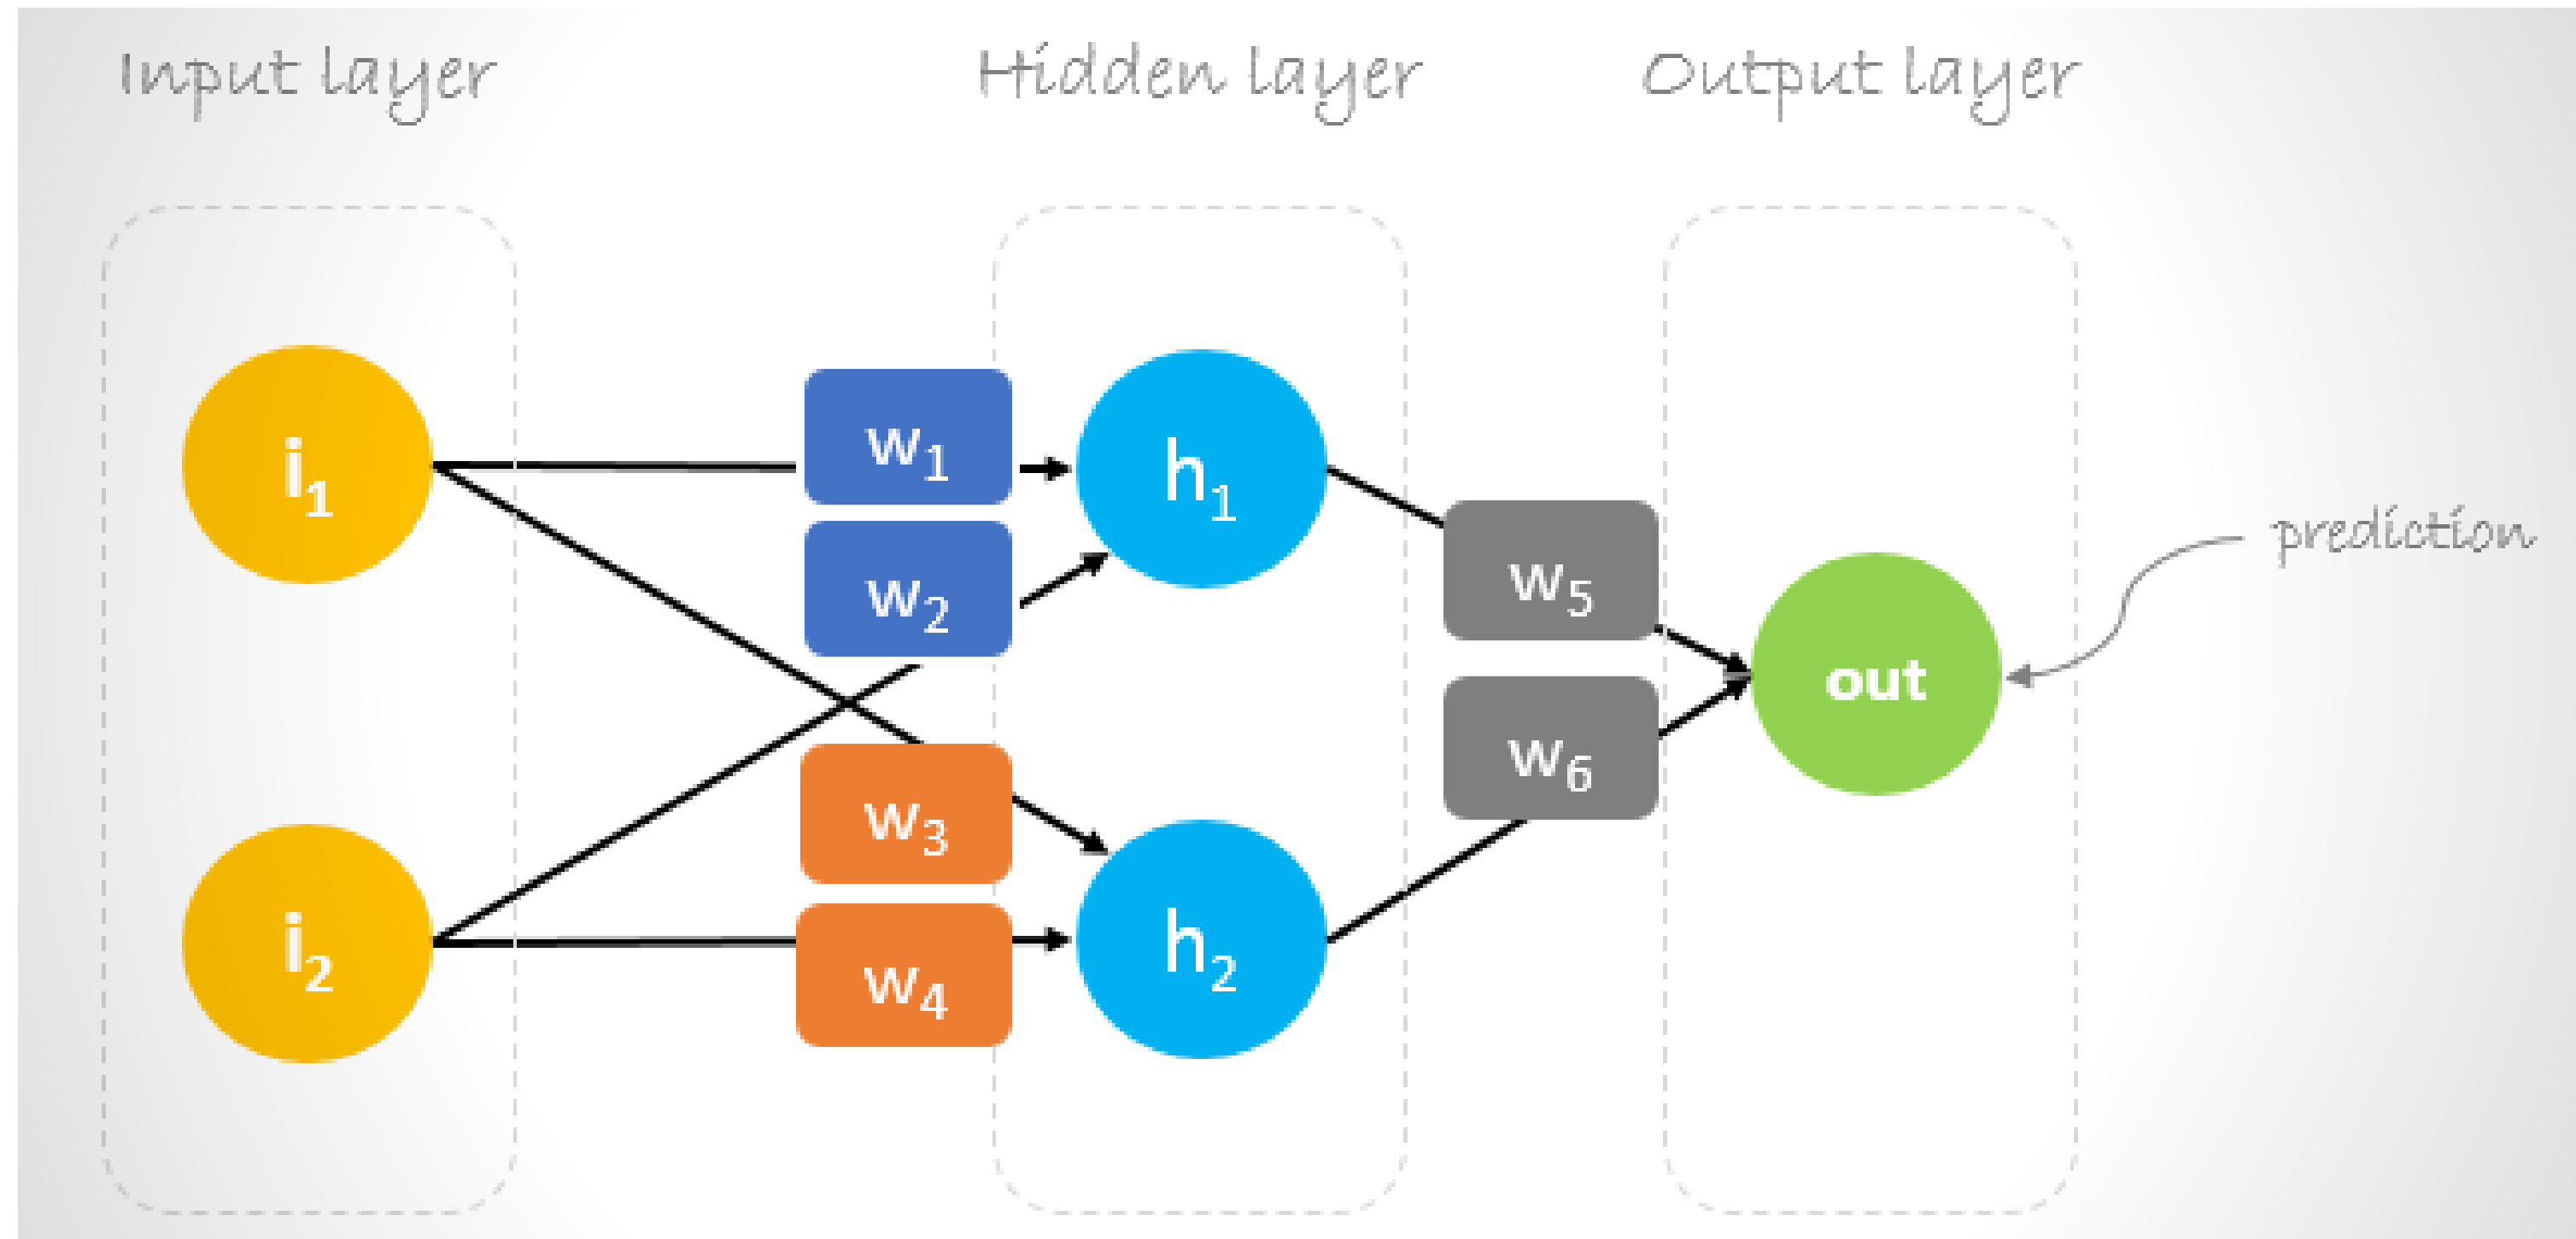 Input layer
Hidden layer
Output layer
i₁
w₁
h₁
w₂
w₅
prediction
out
w₃
w₆
i₂
w₄
h₂